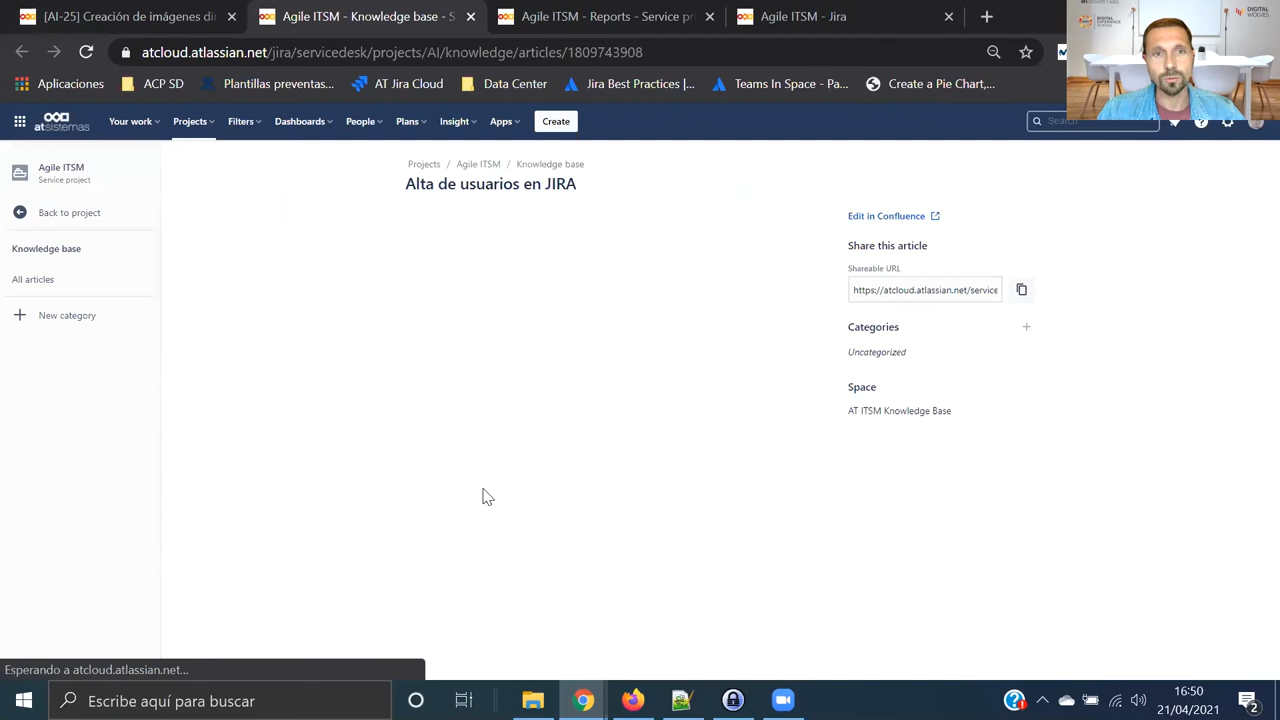 [AI-25] Creación de imágenes di
Agile ITSM - Knowledge base - S
Agile ITSM - reports - Service pr
Agile ITSM
atcloud.atlassian.net/jira/servicedesk/projects/AI/knowledge/articles/1809743908
Aplicaciones
ACP SD
Plantillas preventas...
Jira Cloud
Jira Data Center
Jira Best Practices...
Teams In Space - Pa...
Create a Pie Chart,...
DIGITAL
WOLVES.
atsistemas
Your work
Projects
Filters
Dashboards
People
Plans
Insight
Apps
Create
Search
Agile ITSM
Service project
Back to project
Knowledge base
All articles
New category
Projects / Agile ITSM / Knowledge base
Alta de usuarios en JIRA
Edit in Confluence
Share this article
Shareable URL
https://atcloud.atlassian.net/service
Categories
Uncategorized
Space
AT ITSM Knowledge Base
Esperando a atcloud.atlassian.net...
Escribe aquí para buscar
16:50
21/04/2021
2